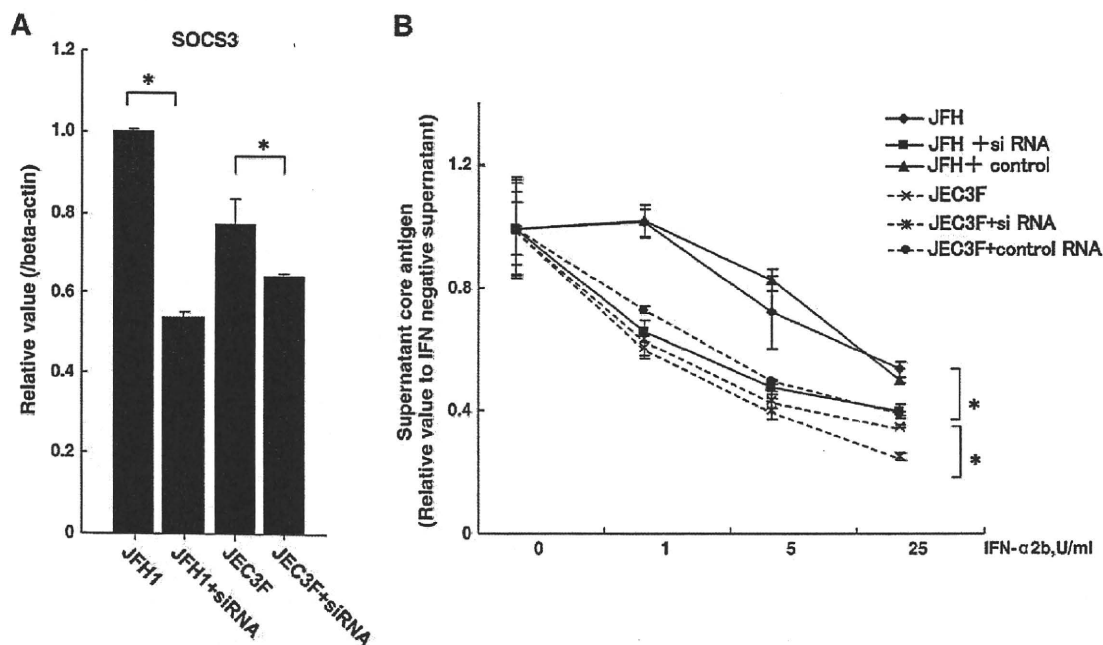 A
SOCS3
Relative value (/beta-actin)
1.2
1.0
0.8
0.6
0.4
0.2
0
*
*
JFH1
JFH1+siRNA
JEC3F
JEC3F+siRNA
B
Supernatant core antigen
(Relative value to IFN negative supernatant)
1.2
0.8
0.4
0
0
1
5
25
IFN-α2b,U/ml
JFH
JFH +si RNA
JFH+ control
JEC3F
JEC3F+si RNA
JEC3F+control RNA
*
*